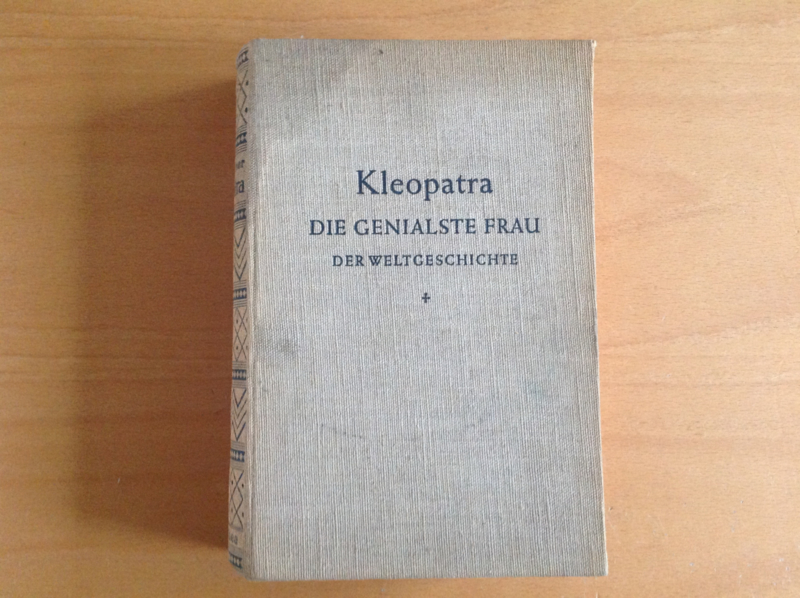 Kleopatra
DIE GENIALSTE FRAU
DER WELTGESCHICHTE